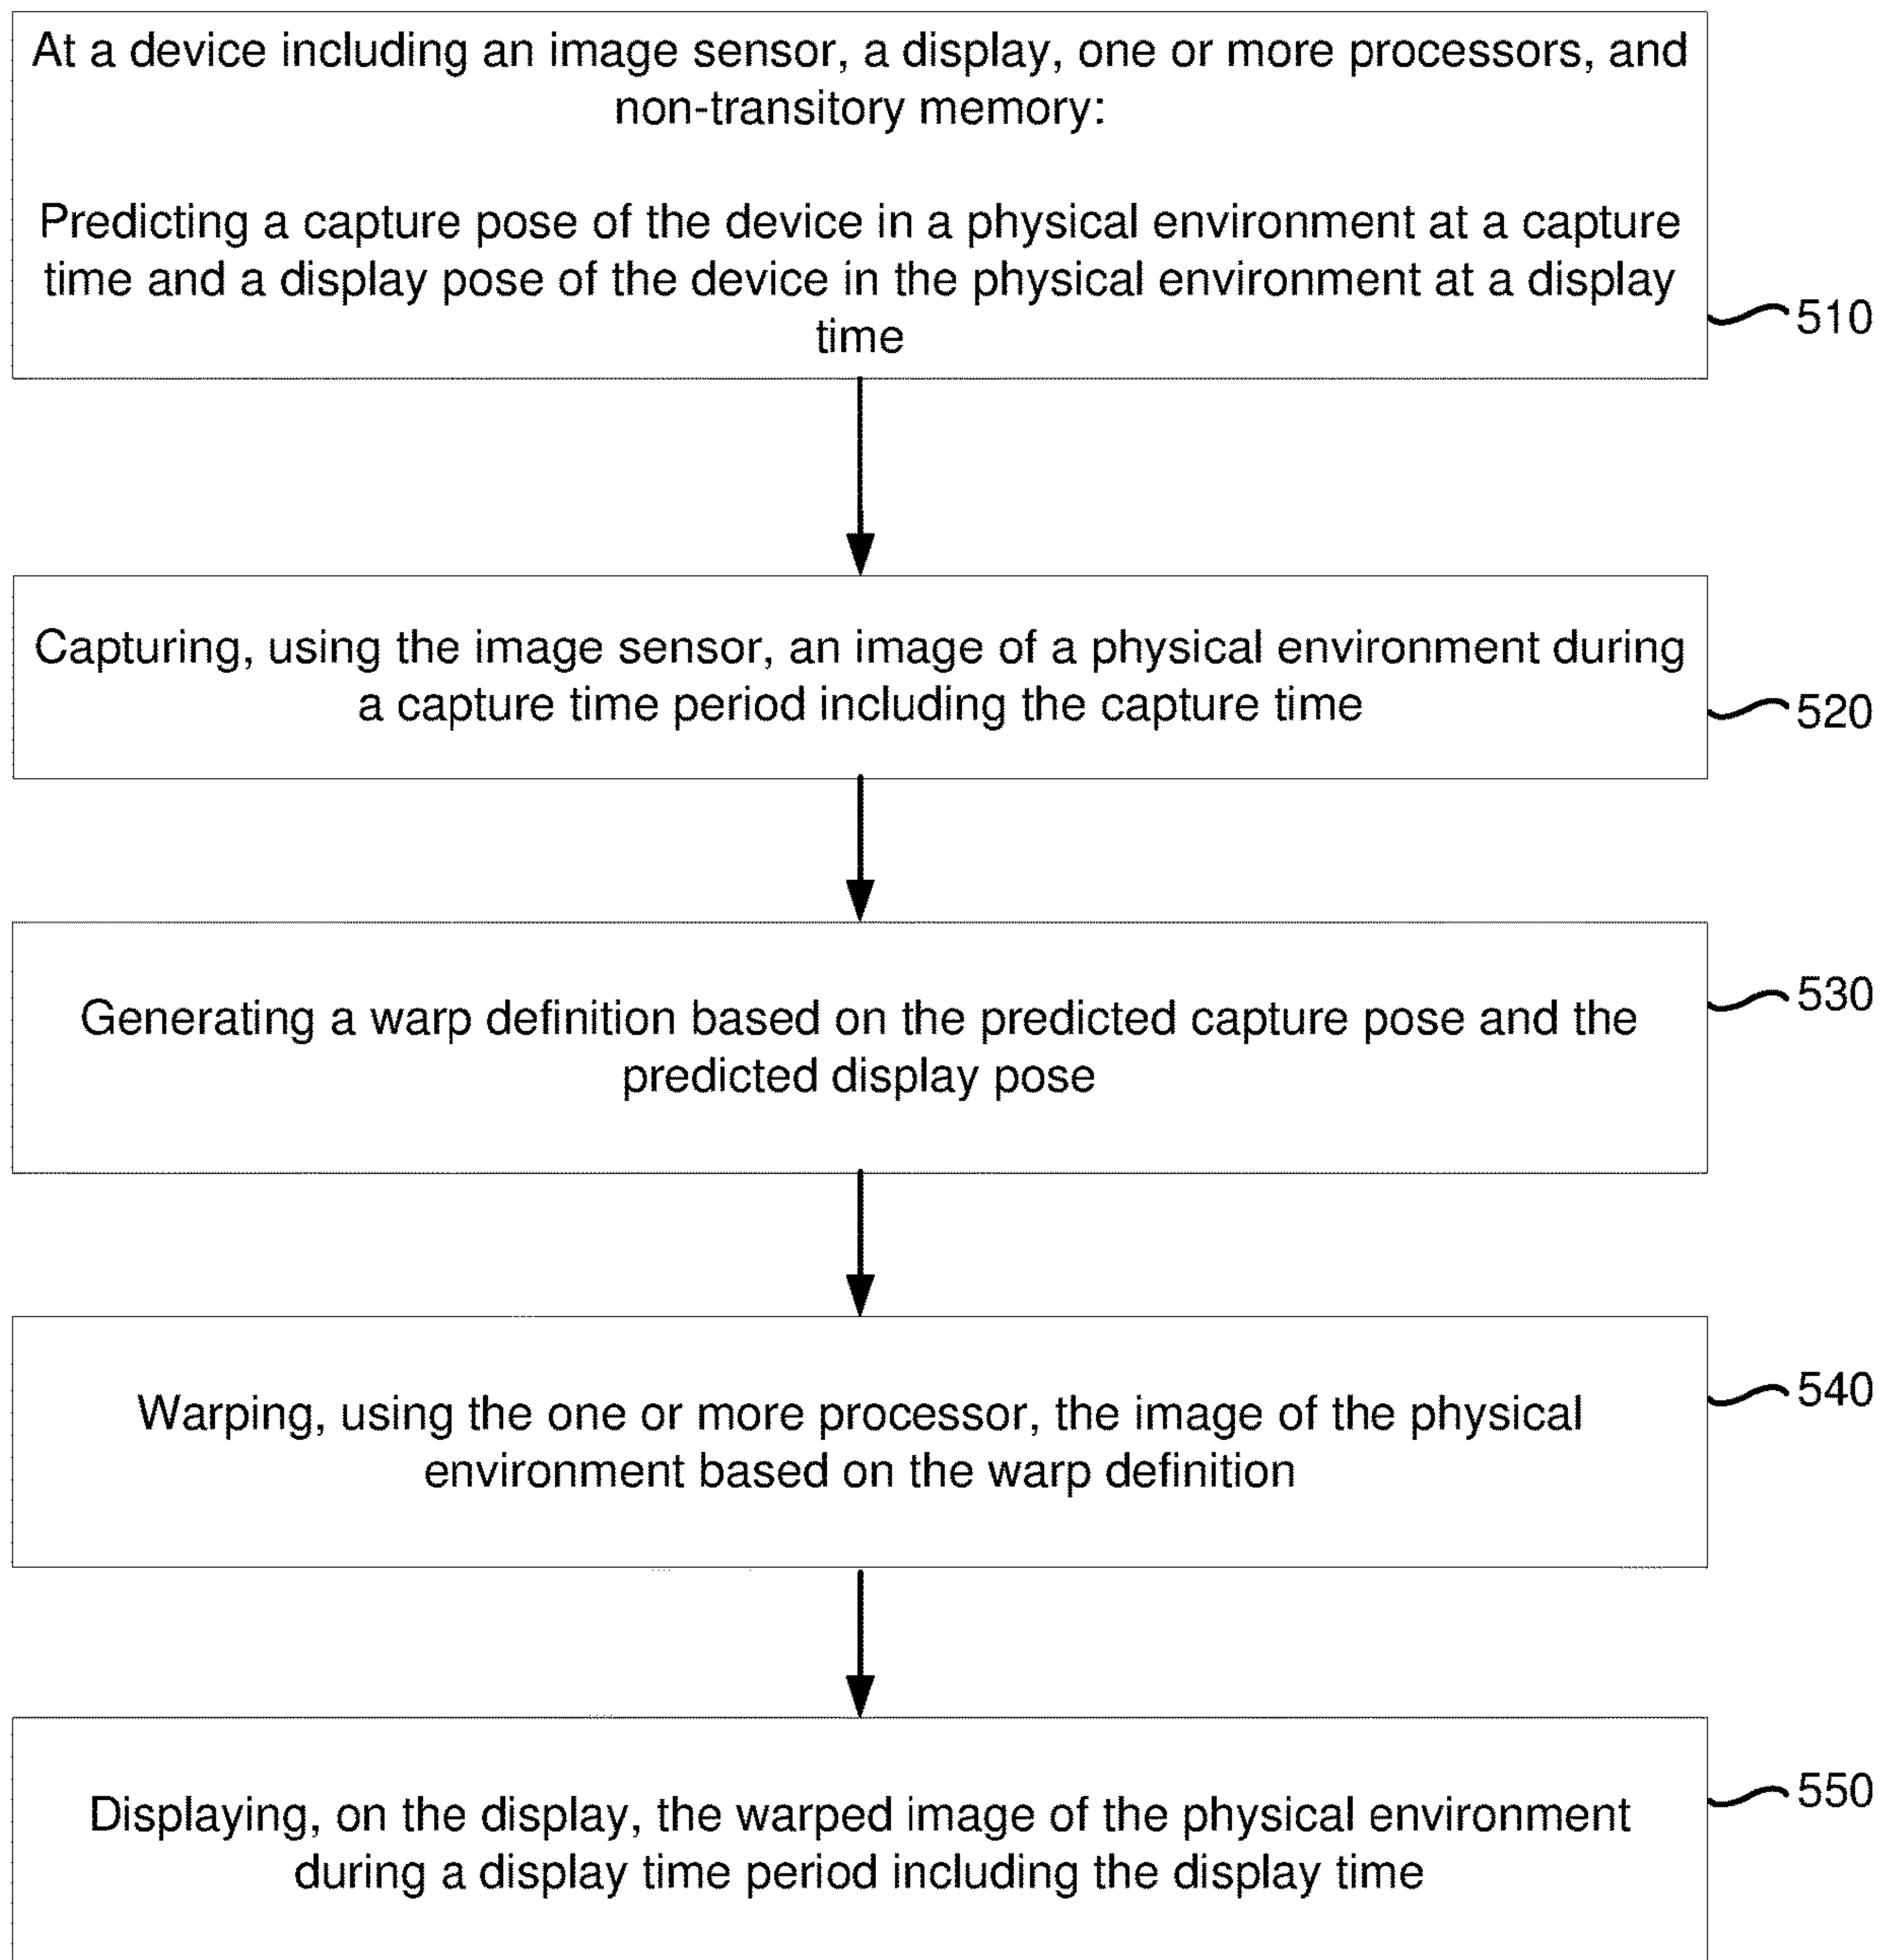 At a device including an image sensor, a display, one or more processors, and
non-transitory memory:
Predicting a capture pose of the device in a physical environment at a capture
time and a display pose of the device in the physical environment at a display
time
510
Capturing, using the image sensor, an image of a physical environment during
a capture time period including the capture time
520
Generating a warp definition based on the predicted capture pose and the
predicted display pose
530
Warping, using the one or more processor, the image of the physical
environment based on the warp definition
540
Displaying, on the display, the warped image of the physical environment
during a display time period including the display time
550